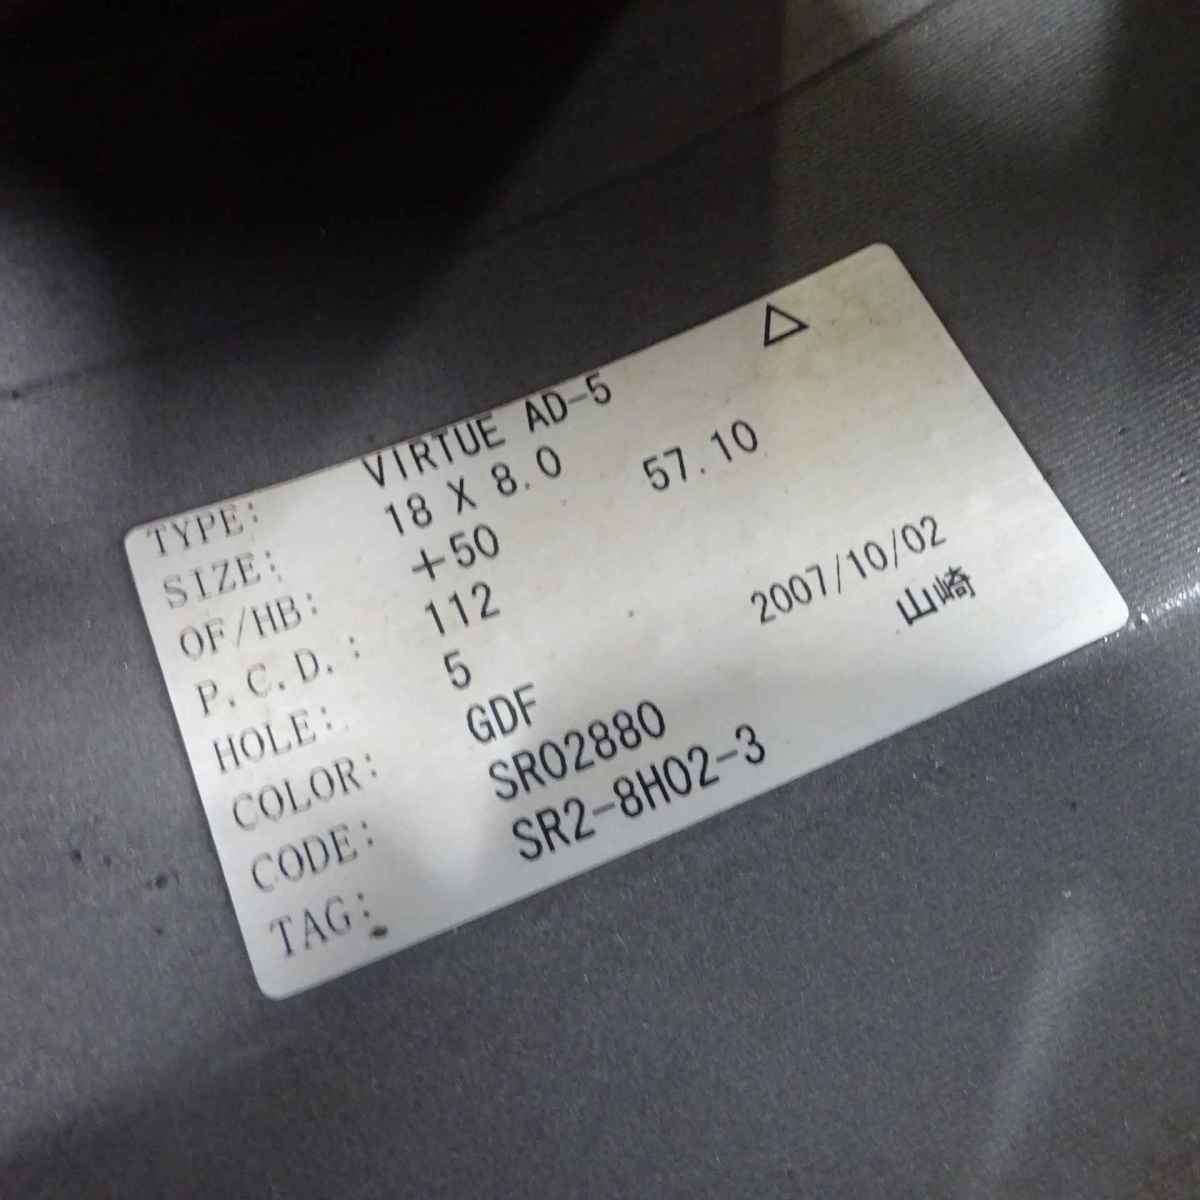 △
TYPE: VIRTUE AD-5
SIZE: 18 X 8.0
OF/HB: +50 57.10
P.C.D.: 112
HOLE: 5
COLOR: GDF 2007/10/02
CODE: SR02880 山崎
TAG: SR2-8H02-3